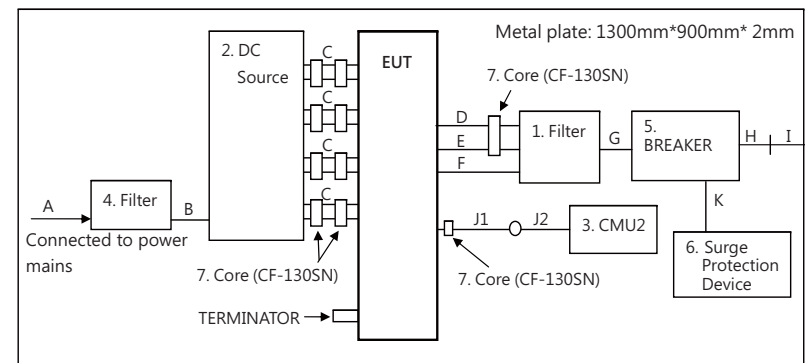 Metal plate: 1300mm*900mm* 2mm
2. DC
Source
C
C
C
C
EUT
7. Core (CF-130SN)
D
E
F
1. Filter
G
5.
BREAKER
H
I
K
A
4. Filter
B
Connected to power
mains
7. Core (CF-130SN)
J1
J2
3. CMU2
7. Core (CF-130SN)
6. Surge
Protection
Device
TERMINATOR